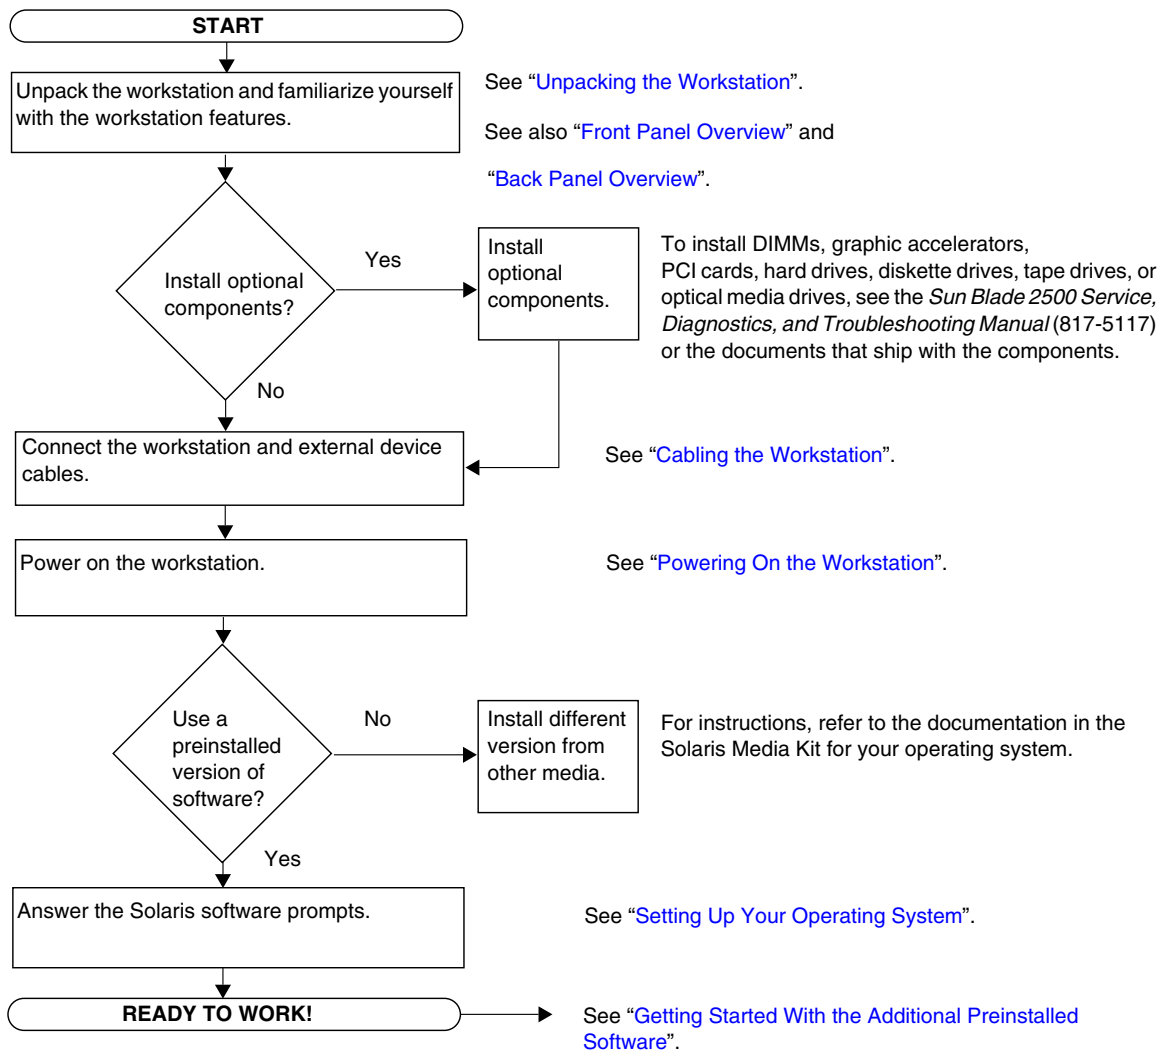 START
Unpack the workstation and familiarize yourself
with the workstation features.
See “Unpacking the Workstation”.
See also “Front Panel Overview” and
“Back Panel Overview”.
Install optional
components?
Yes
Install
optional
components.
To install DIMMs, graphic accelerators,
PCI cards, hard drives, diskette drives, tape drives, or
optical media drives, see the Sun Blade 2500 Service,
Diagnostics, and Troubleshooting Manual (817-5117)
or the documents that ship with the components.
No
Connect the workstation and external device
cables.
See “Cabling the Workstation”.
Power on the workstation.
See “Powering On the Workstation”.
Use a
preinstalled
version of
software?
No
Install different
version from
other media.
For instructions, refer to the documentation in the
Solaris Media Kit for your operating system.
Yes
Answer the Solaris software prompts.
See “Setting Up Your Operating System”.
READY TO WORK!
See “Getting Started With the Additional Preinstalled
Software”.